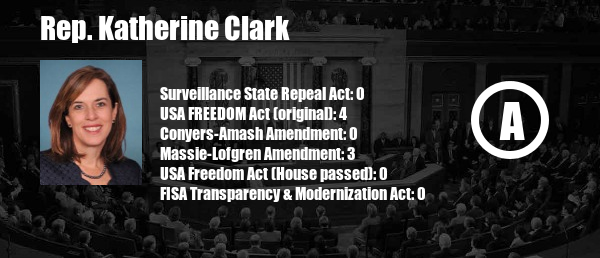 Rep. Katherine Clark
Surveillance State Repeal Act: 0
USA FREEDOM Act (original): 4
Conyers-Amash Amendment: 0
Massie-Lofgren Amendment: 3
USA Freedom Act (House passed): 0
FISA Transparency & Modernization Act: 0
A